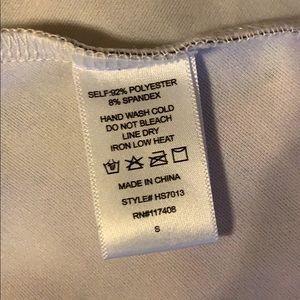 SELF:92% POLYESTER
8% SPANDEX
HAND WASH COLD
DO NOT BLEACH
LINE DRY
IRON LOW HEAT
MADE IN CHINA
STYLE# HS7013
RN#117408
S